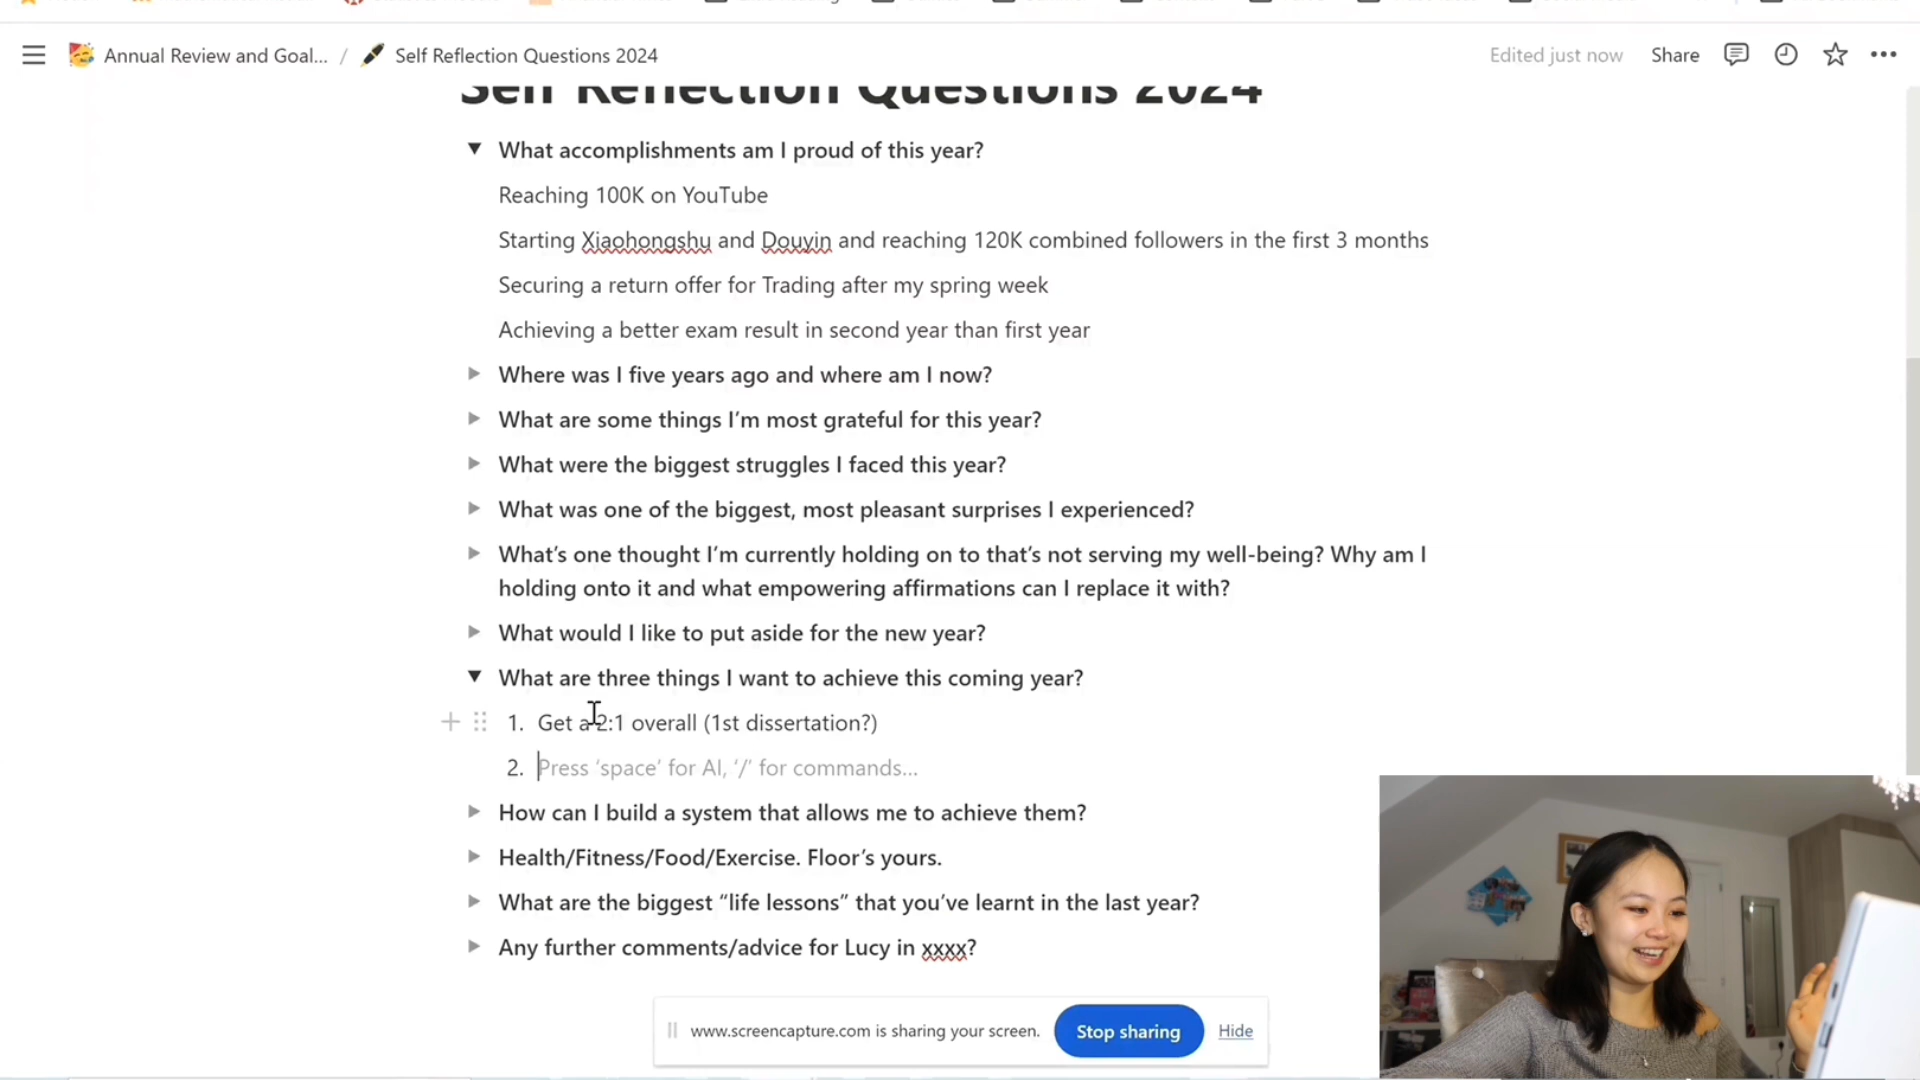 Annual Review and Goal... / Self Reflection Questions 2024
Edited just now Share
Self Reflection Questions 2024
What accomplishments am I proud of this year?
Reaching 100K on YouTube
Starting Xiaohongshu and Douyin and reaching 120K combined followers in the first 3 months
Securing a return offer for Trading after my spring week
Achieving a better exam result in second year than first year
Where was I five years ago and where am I now?
What are some things I’m most grateful for this year?
What were the biggest struggles I faced this year?
What was one of the biggest, most pleasant surprises I experienced?
What’s one thought I’m currently holding on to that’s not serving my well-being? Why am I
holding onto it and what empowering affirmations can I replace it with?
What would I like to put aside for the new year?
What are three things I want to achieve this coming year?
1. Get a 2:1 overall (1st dissertation?)
2. Press ‘space’ for AI, ‘/’ for commands...
How can I build a system that allows me to achieve them?
Health/Fitness/Food/Exercise. Floor’s yours.
What are the biggest “life lessons” that you’ve learnt in the last year?
Any further comments/advice for Lucy in xxxx?
www.screencapture.com is sharing your screen. Stop sharing Hide